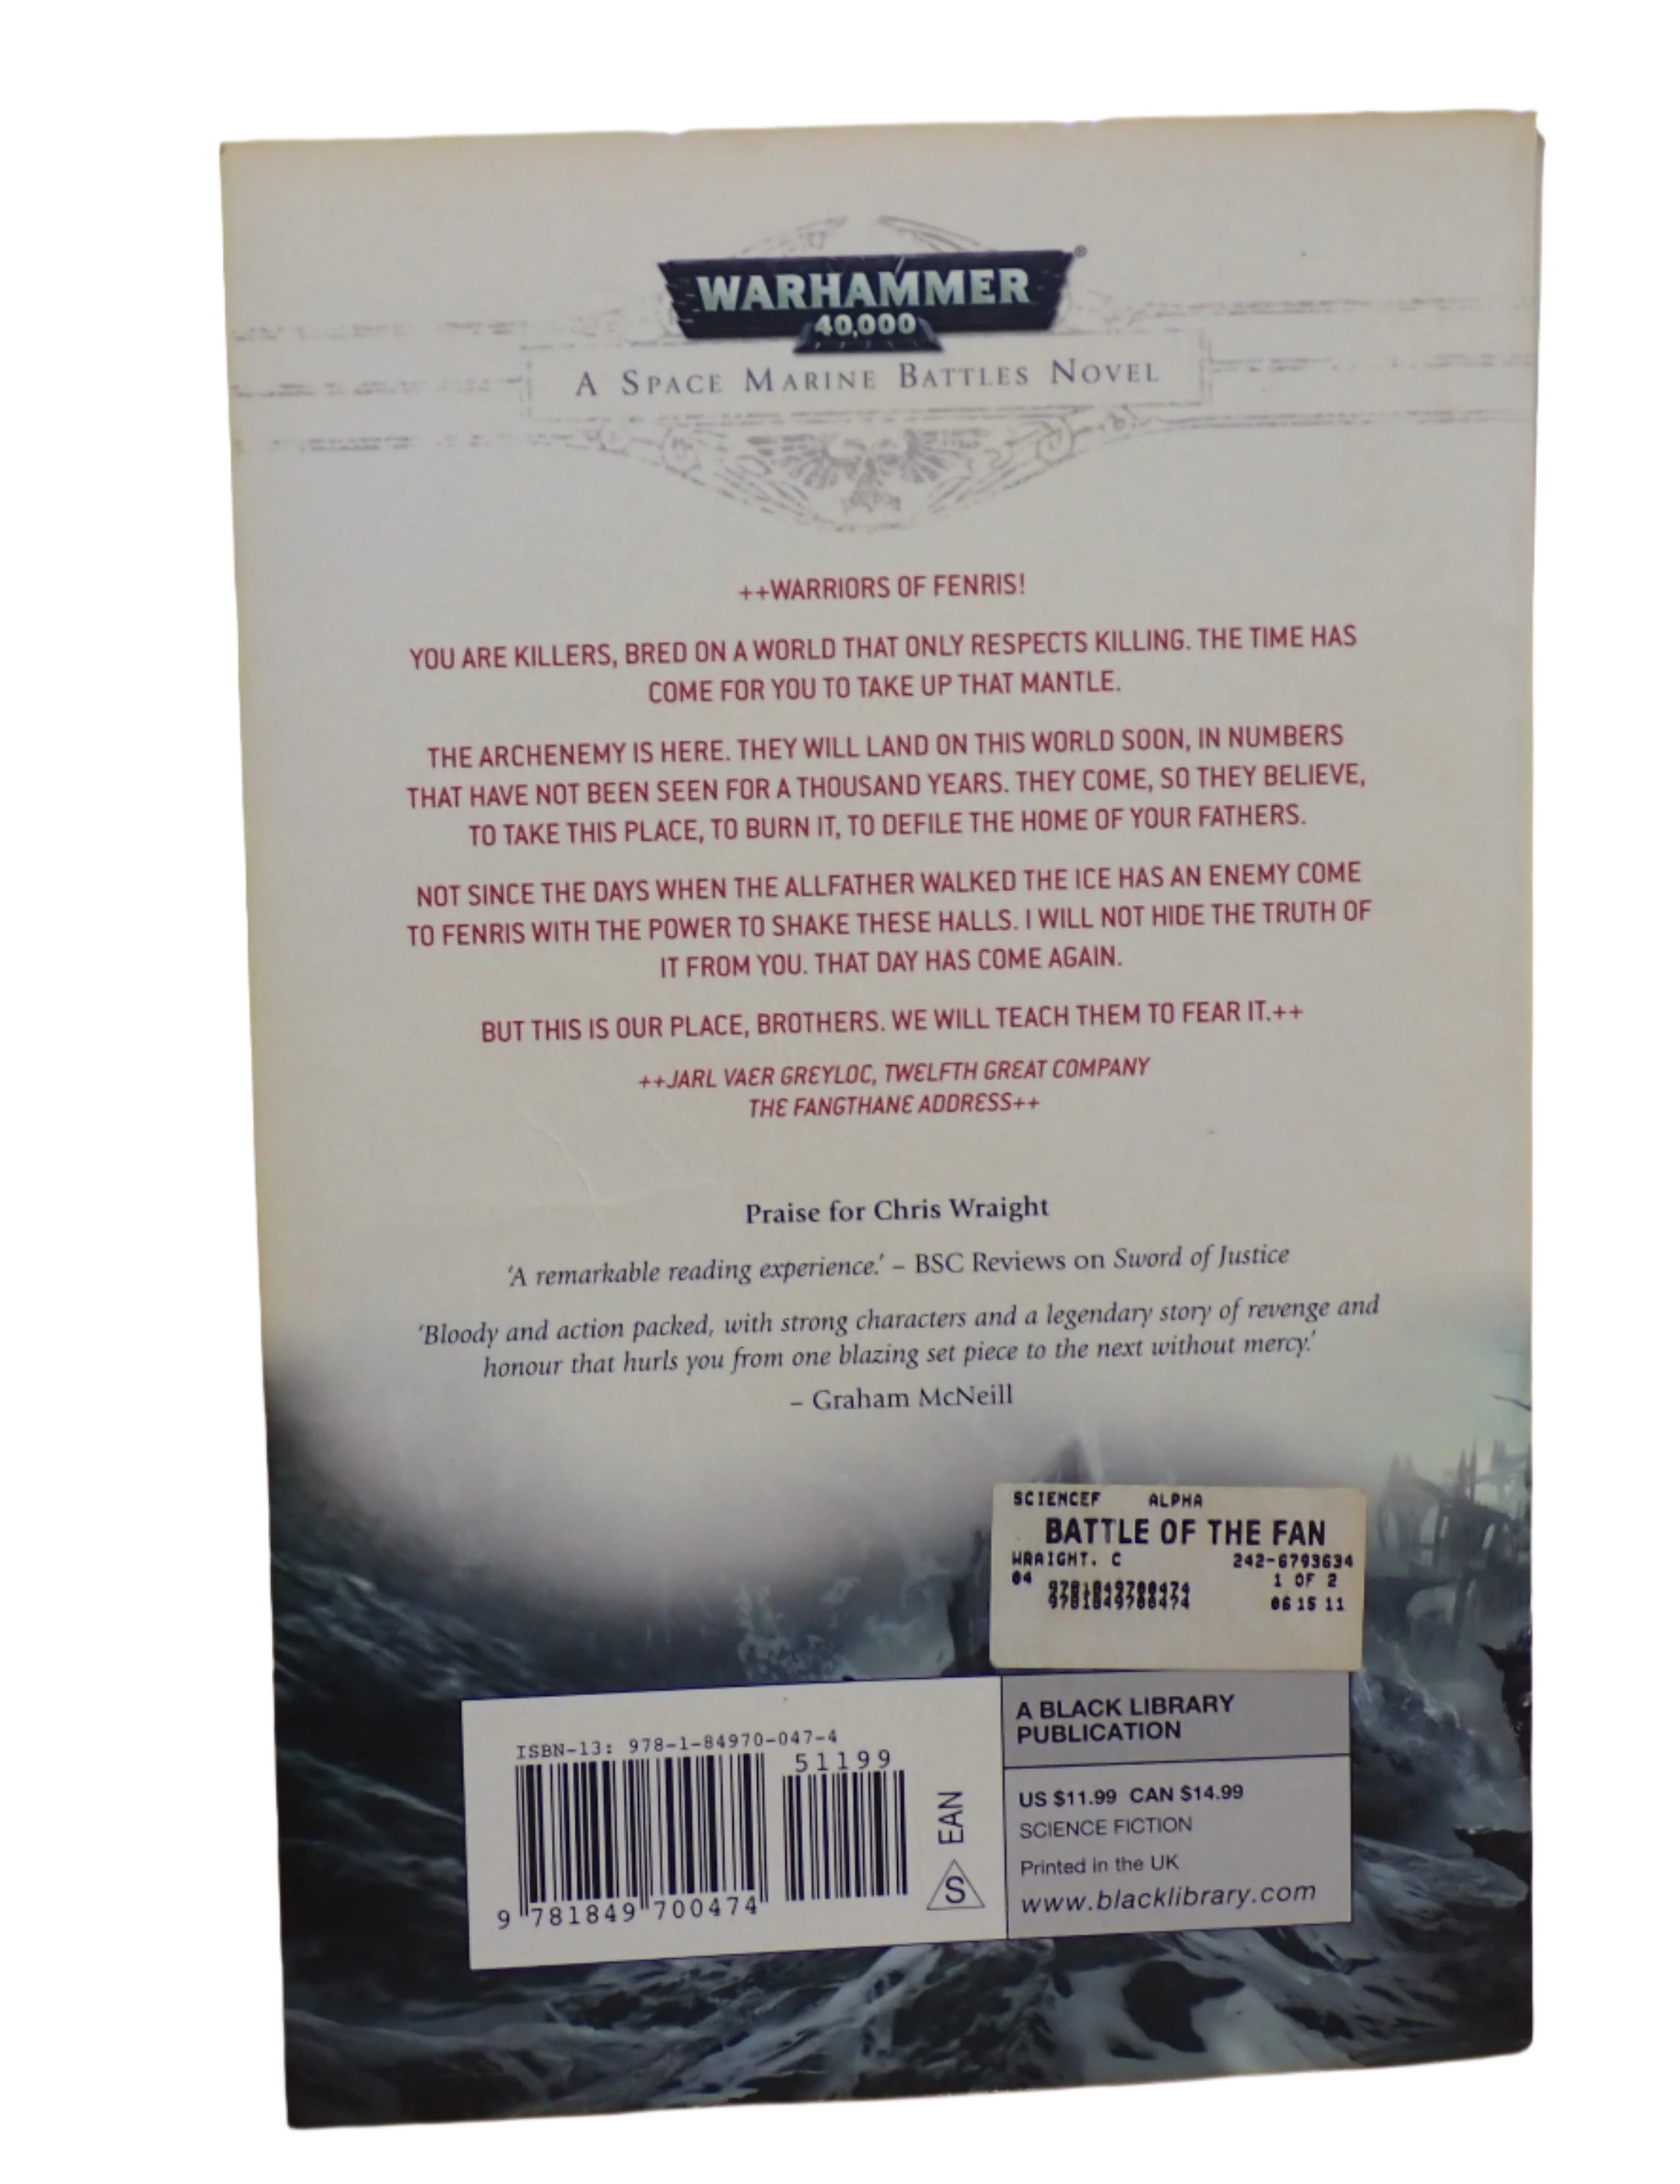 WARHAMMER®
40,000
A SPACE MARINE BATTLES NOVEL
++WARRIORS OF FENRIS!
YOU ARE KILLERS, BRED ON A WORLD THAT ONLY RESPECTS KILLING. THE TIME HAS
COME FOR YOU TO TAKE UP THAT MANTLE.
THE ARCHENEMY IS HERE. THEY WILL LAND ON THIS WORLD SOON, IN NUMBERS
THAT HAVE NOT BEEN SEEN FOR A THOUSAND YEARS. THEY COME, SO THEY BELIEVE,
TO TAKE THIS PLACE, TO BURN IT, TO DEFILE THE HOME OF YOUR FATHERS.
NOT SINCE THE DAYS WHEN THE ALLFATHER WALKED THE ICE HAS AN ENEMY COME
TO FENRIS WITH THE POWER TO SHAKE THESE HALLS. I WILL NOT HIDE THE TRUTH OF
IT FROM YOU. THAT DAY HAS COME AGAIN.
BUT THIS IS OUR PLACE, BROTHERS. WE WILL TEACH THEM TO FEAR IT.++
++JARL VAER GREYLOC, TWELFTH GREAT COMPANY
THE FANGTHANE ADDRESS++
Praise for Chris Wraight
'A remarkable reading experience.' – BSC Reviews on Sword of Justice
'Bloody and action packed, with strong characters and a legendary story of revenge and
honour that hurls you from one blazing set piece to the next without mercy.'
– Graham McNeill
SCIENCEF ALPHA
BATTLE OF THE FAN
WRAIGHT, C 242-6793634
04 9781849700474 1 OF 2
9781849700474 06 15 11
ISBN-13: 978-1-84970-047-4
51199
9 781849 700474
EAN
S
A BLACK LIBRARY
PUBLICATION
US $11.99 CAN $14.99
SCIENCE FICTION
Printed in the UK
www.blacklibrary.com